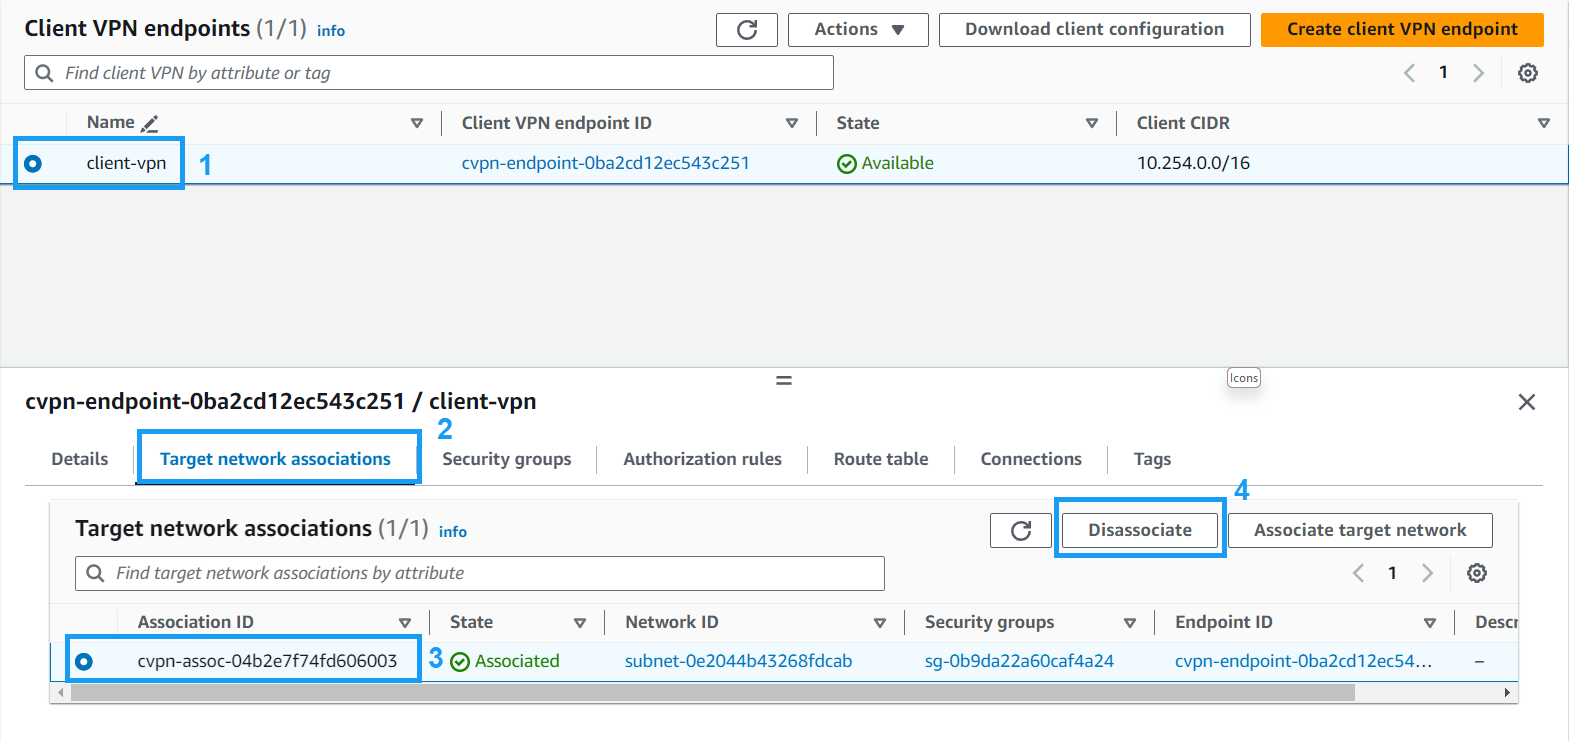 Client VPN endpoints (1/1) info
Actions
Download client configuration
Create client VPN endpoint
Find client VPN by attribute or tag
1
Name
Client VPN endpoint ID
State
Client CIDR
client-vpn
1
cvpn-endpoint-0ba2cd12ec543c251
Available
10.254.0.0/16
Icons
cvpn-endpoint-0ba2cd12ec543c251 / client-vpn
2
Details
Target network associations
Security groups
Authorization rules
Route table
Connections
Tags
4
Target network associations (1/1) info
Disassociate
Associate target network
Find target network associations by attribute
1
Association ID
State
Network ID
Security groups
Endpoint ID
Descr
cvpn-assoc-04b2e7f74fd606003
3
Associated
subnet-0e2044b43268fdcab
sg-0b9da22a60caf4a24
cvpn-endpoint-0ba2cd12ec54...
–